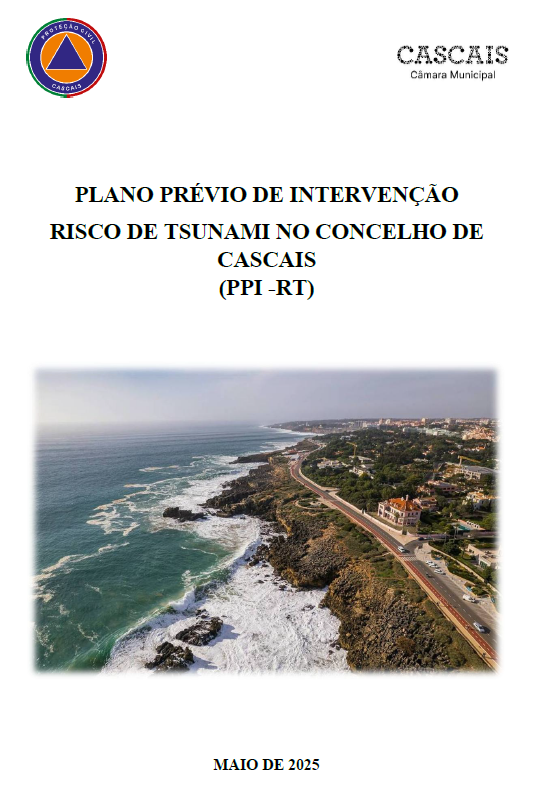 PROTEÇÃO CIVIL
CASCAIS
CASCAIS
Câmara Municipal
PLANO PRÉVIO DE INTERVENÇÃO
RISCO DE TSUNAMI NO CONCELHO DE
CASCAIS
(PPI -RT)
MAIO DE 2025